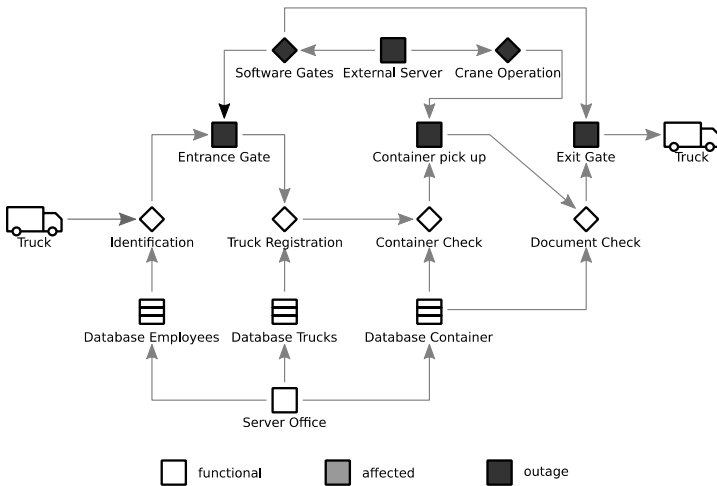 Software Gates External Server Crane Operation
Entrance Gate Container pick up Exit Gate Truck
Truck Identification Truck Registration Container Check Document Check
Database Employees Database Trucks Database Container
Server Office
functional affected outage